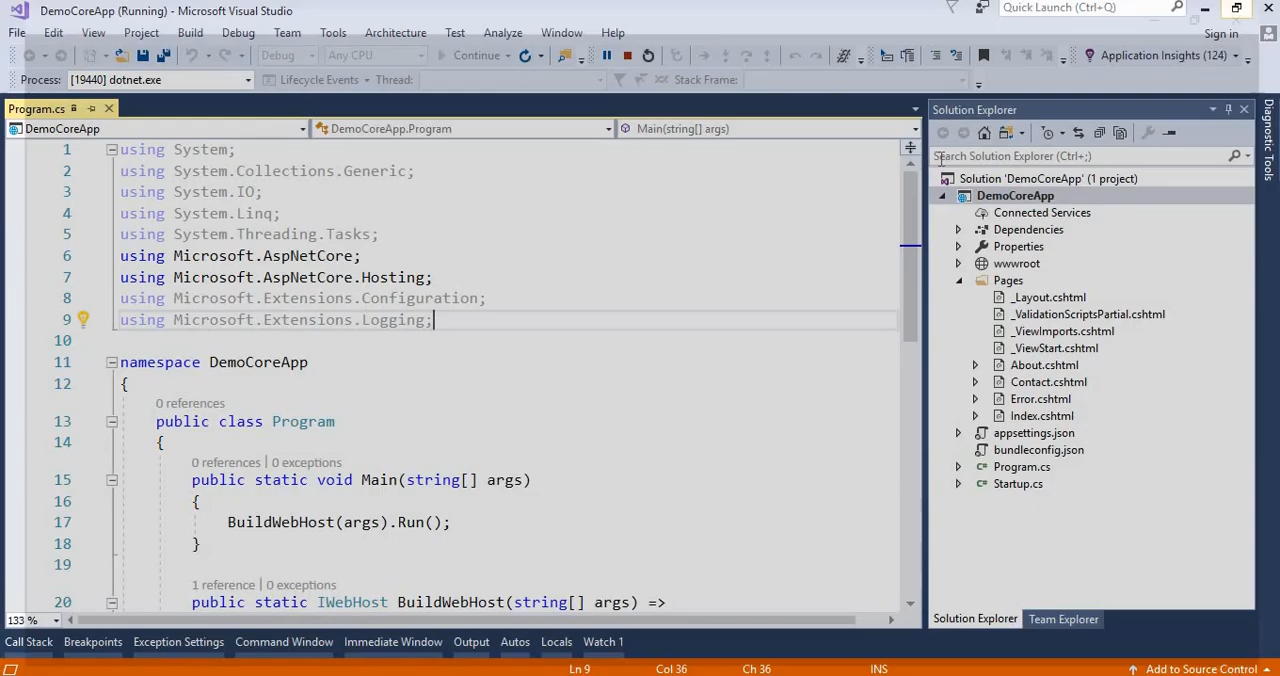 DemoCoreApp (Running) - Microsoft Visual Studio
Quick Launch (Ctrl+Q)
File Edit View Project Build Debug Team Tools Architecture Test Analyze Window Help
Sign in
Debug Any CPU Continue Application Insights (124)
Process: [19440] dotnet.exe Lifecycle Events Thread: Stack Frame:
Program.cs
DemoCoreApp DemoCoreApp.Program Main(string[] args)
1 using System;
2 using System.Collections.Generic;
3 using System.IO;
4 using System.Linq;
5 using System.Threading.Tasks;
6 using Microsoft.AspNetCore;
7 using Microsoft.AspNetCore.Hosting;
8 using Microsoft.Extensions.Configuration;
9 using Microsoft.Extensions.Logging;
10
11 namespace DemoCoreApp
12 {
0 references
13 public class Program
14 {
0 references | 0 exceptions
15 public static void Main(string[] args)
16 {
17 BuildWebHost(args).Run();
18 }
19
1 reference | 0 exceptions
20 public static IWebHost BuildWebHost(string[] args) =>
133 %
Solution Explorer
Search Solution Explorer (Ctrl+;)
Solution 'DemoCoreApp' (1 project)
DemoCoreApp
Connected Services
Dependencies
Properties
wwwroot
Pages
_Layout.cshtml
_ValidationScriptsPartial.cshtml
_ViewImports.cshtml
_ViewStart.cshtml
About.cshtml
Contact.cshtml
Error.cshtml
Index.cshtml
appsettings.json
bundleconfig.json
Program.cs
Startup.cs
Solution Explorer Team Explorer
Diagnostic Tools
Call Stack Breakpoints Exception Settings Command Window Immediate Window Output Autos Locals Watch 1
Ln 9 Col 36 Ch 36 INS Add to Source Control